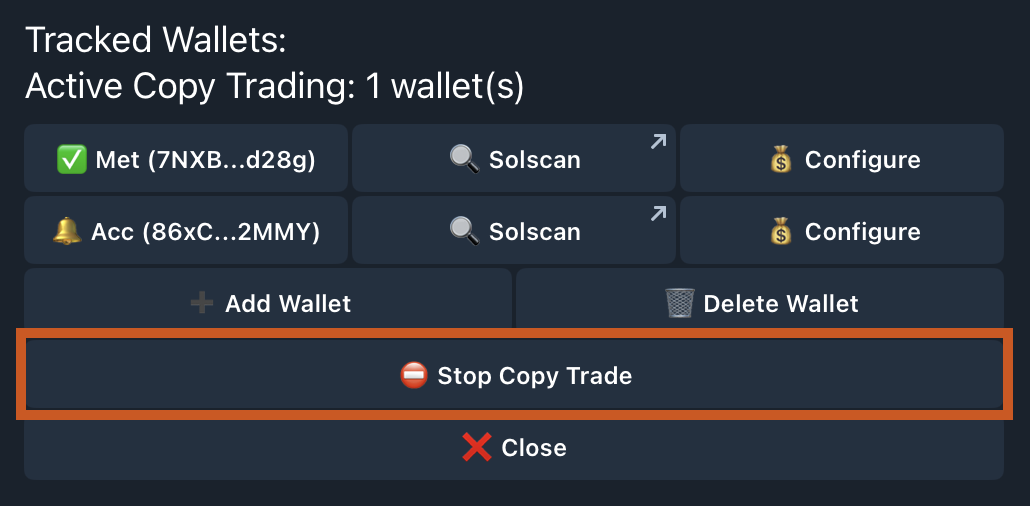 Tracked Wallets:
Active Copy Trading: 1 wallet(s)
Met (7NXB...d28g) Solscan Configure
Acc (86xC...2MMY) Solscan Configure
Add Wallet Delete Wallet
Stop Copy Trade
Close